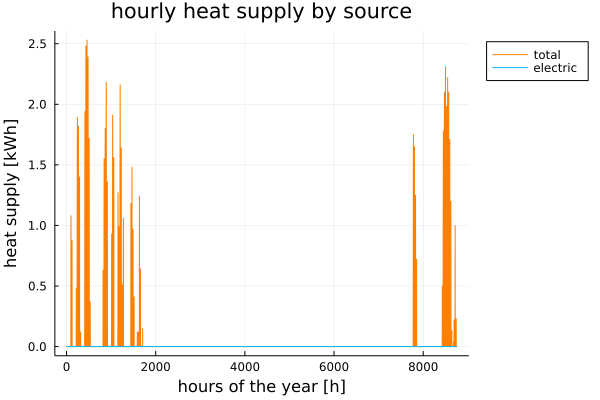 hourly heat supply by source
heat supply [kWh]
2.5
2.0
1.5
1.0
0.5
0.0
0
2000
4000
6000
8000
hours of the year [h]
total
electric